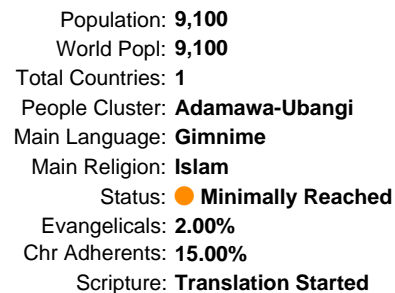 Population: 9,100
World Popl: 9,100
Total Countries: 1
People Cluster: Adamawa-Ubangi
Main Language: Gimnime
Main Religion: Islam
Status: Minimally Reached
Evangelicals: 2.00%
Chr Adherents: 15.00%
Scripture: Translation Started